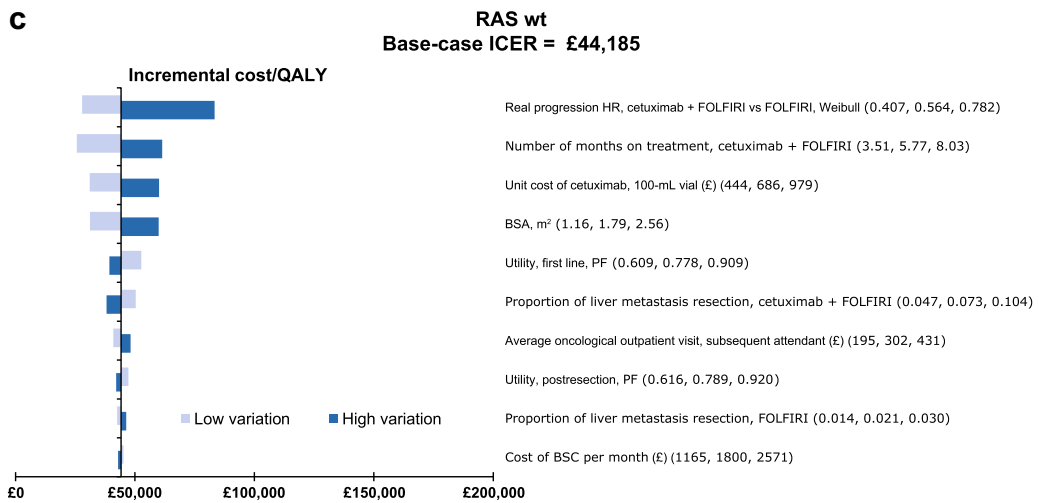 C
RAS wt
Base-case ICER = £44,185
Incremental cost/QALY
Real progression HR, cetuximab + FOLFIRI vs FOLFIRI, Weibull (0.407, 0.564, 0.782)
Number of months on treatment, cetuximab + FOLFIRI (3.51, 5.77, 8.03)
Unit cost of cetuximab, 100-mL vial (£) (444, 686, 979)
BSA, m² (1.16, 1.79, 2.56)
Utility, first line, PF (0.609, 0.778, 0.909)
Proportion of liver metastasis resection, cetuximab + FOLFIRI (0.047, 0.073, 0.104)
Average oncological outpatient visit, subsequent attendant (£) (195, 302, 431)
Utility, postresection, PF (0.616, 0.789, 0.920)
Low variation High variation
Proportion of liver metastasis resection, FOLFIRI (0.014, 0.021, 0.030)
Cost of BSC per month (£) (1165, 1800, 2571)
£0 £50,000 £100,000 £150,000 £200,000